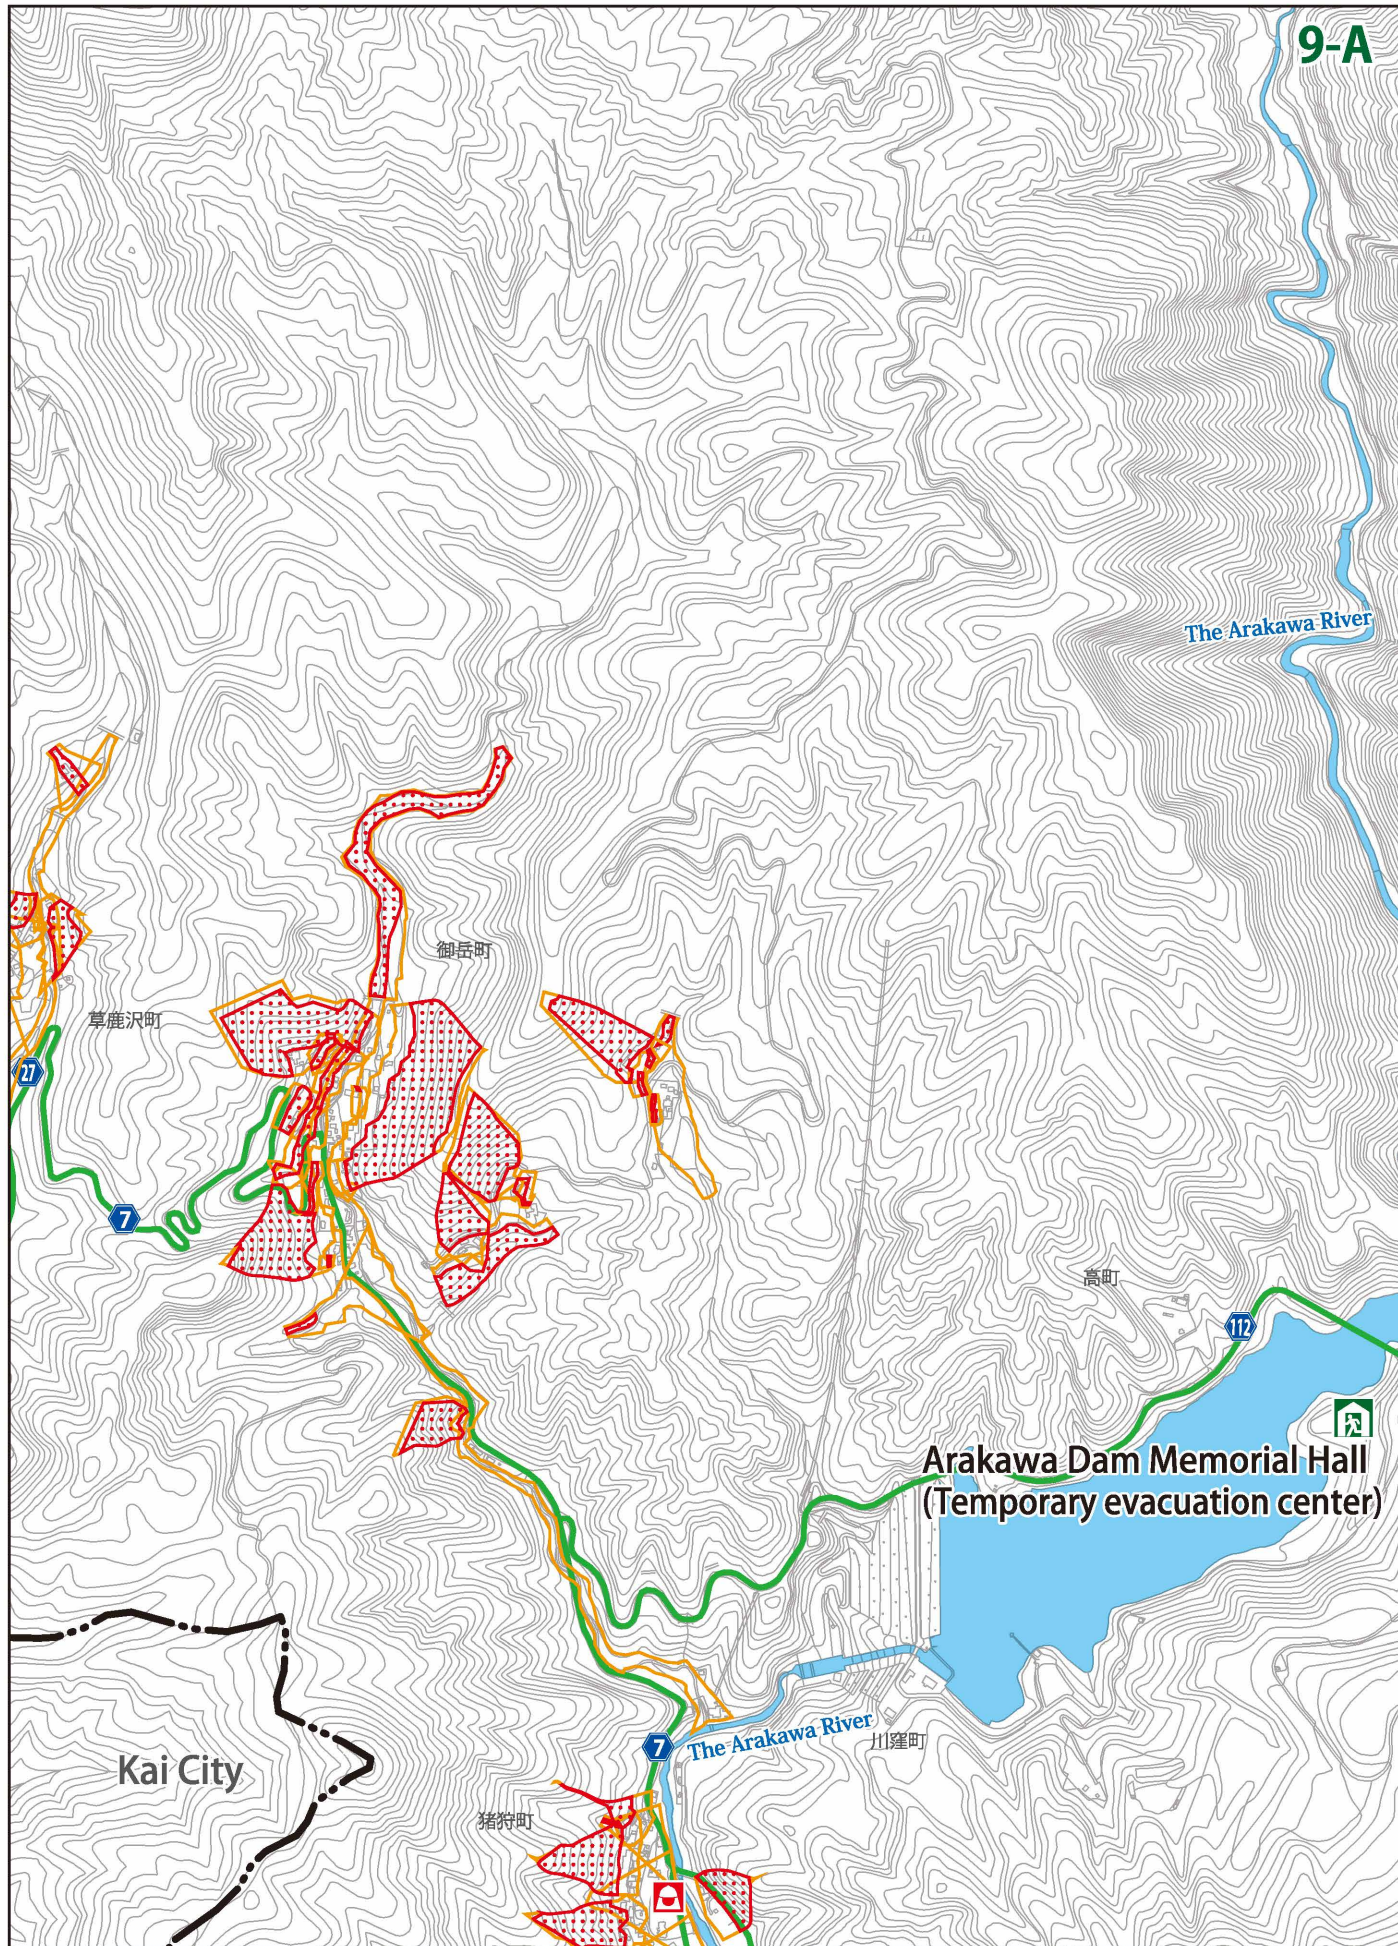 9-A
The Arakawa River
御岳町
草鹿沢町
27
7
高町
112
Arakawa Dam Memorial Hall
(Temporary evacuation center)
7
The Arakawa River
川窪町
Kai City
猪狩町